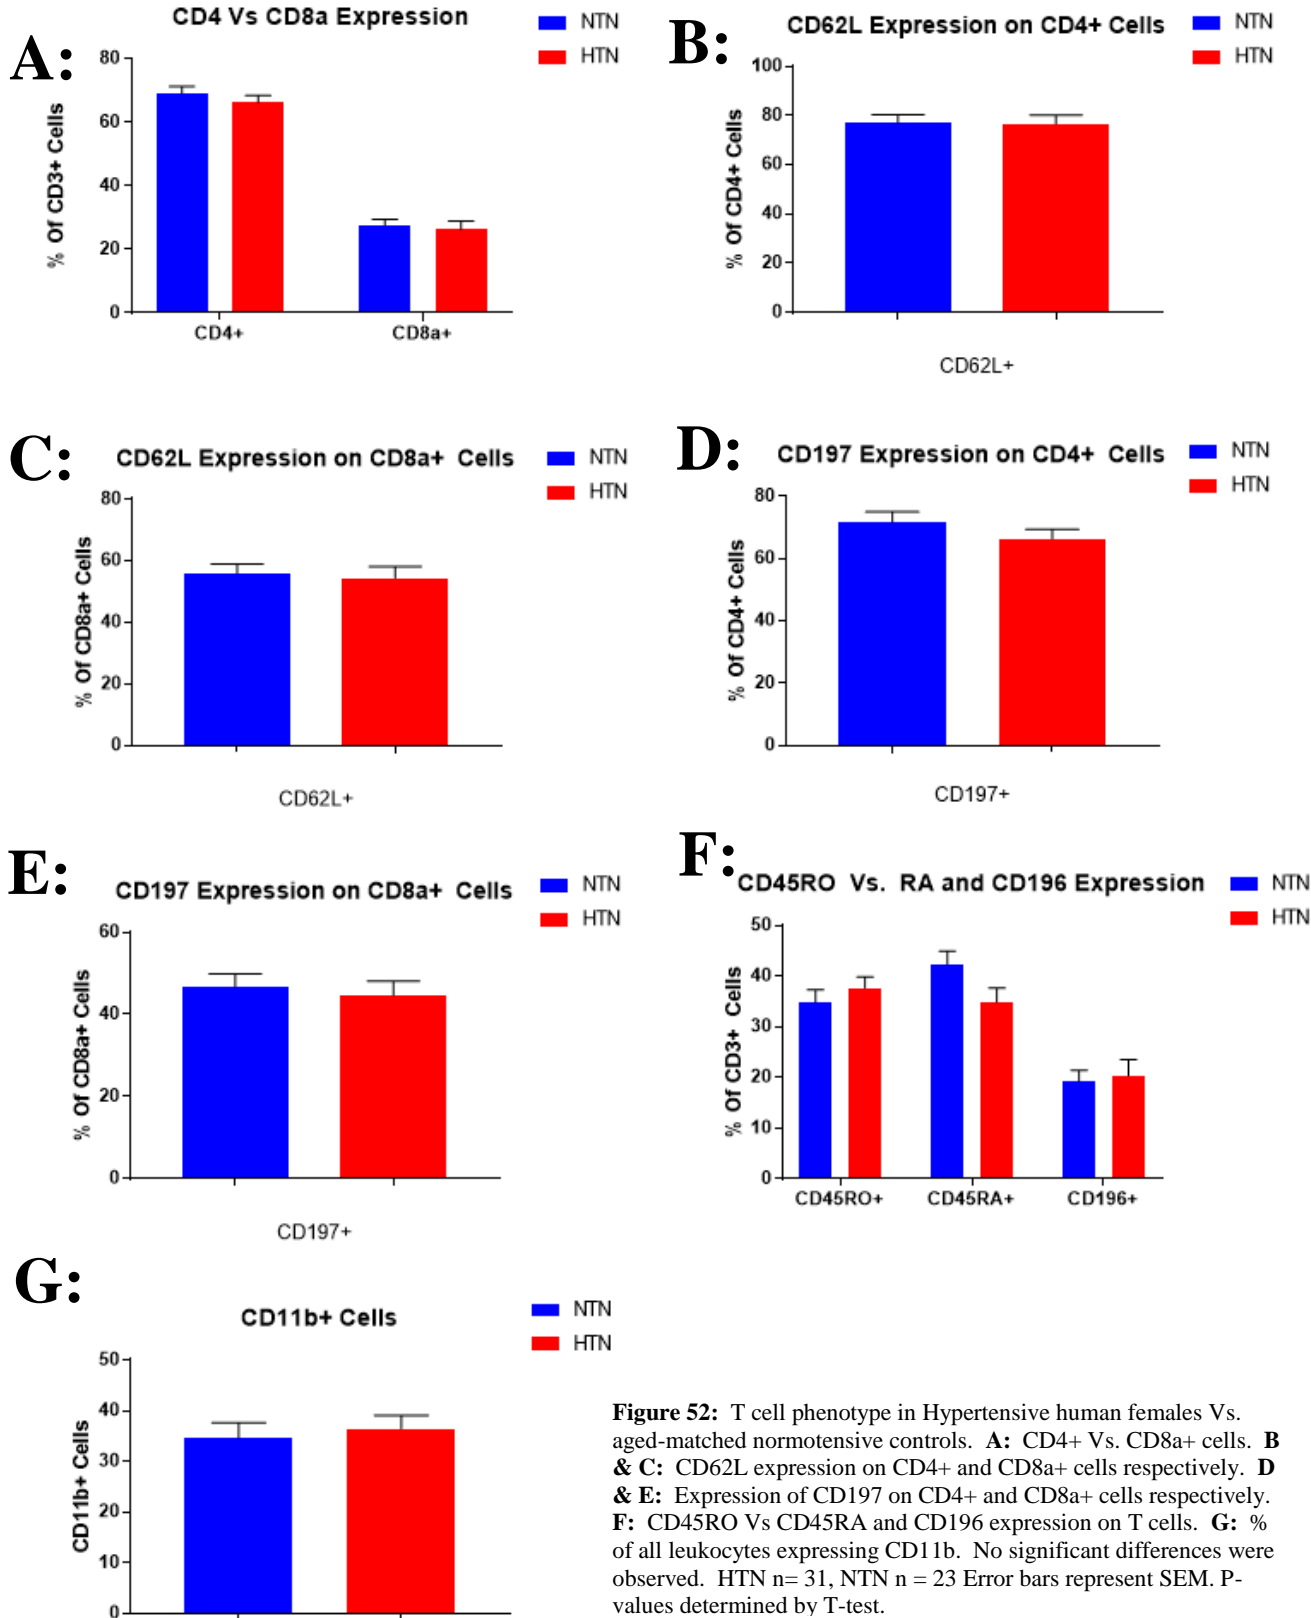 A:
CD4 Vs CD8a Expression
NTN
HTN
% Of CD3+ Cells
80
60
40
20
0
CD4+ CD8a+
B:
CD62L Expression on CD4+ Cells
NTN
HTN
% Of CD4+ Cells
100
80
60
40
20
0
CD62L+
C:
CD62L Expression on CD8a+ Cells
NTN
HTN
% Of CD8a+ Cells
80
60
40
20
0
CD62L+
D:
CD197 Expression on CD4+ Cells
NTN
HTN
% Of CD4+ Cells
80
60
40
20
0
CD197+
E:
CD197 Expression on CD8a+ Cells
NTN
HTN
% Of CD8a+ Cells
60
40
20
0
CD197+
F:
CD45RO Vs. RA and CD196 Expression
NTN
HTN
% Of CD3+ Cells
50
40
30
20
10
0
CD45RO+ CD45RA+ CD196+
G:
CD11b+ Cells
NTN
HTN
CD11b+ Cells
50
40
30
20
10
0
Figure 52: T cell phenotype in Hypertensive human females Vs.
aged-matched normotensive controls. A: CD4+ Vs. CD8a+ cells. B
& C: CD62L expression on CD4+ and CD8a+ cells respectively. D
& E: Expression of CD197 on CD4+ and CD8a+ cells respectively.
F: CD45RO Vs CD45RA and CD196 expression on T cells. G: %
of all leukocytes expressing CD11b. No significant differences were
observed. HTN n= 31, NTN n = 23 Error bars represent SEM. P-
values determined by T-test.